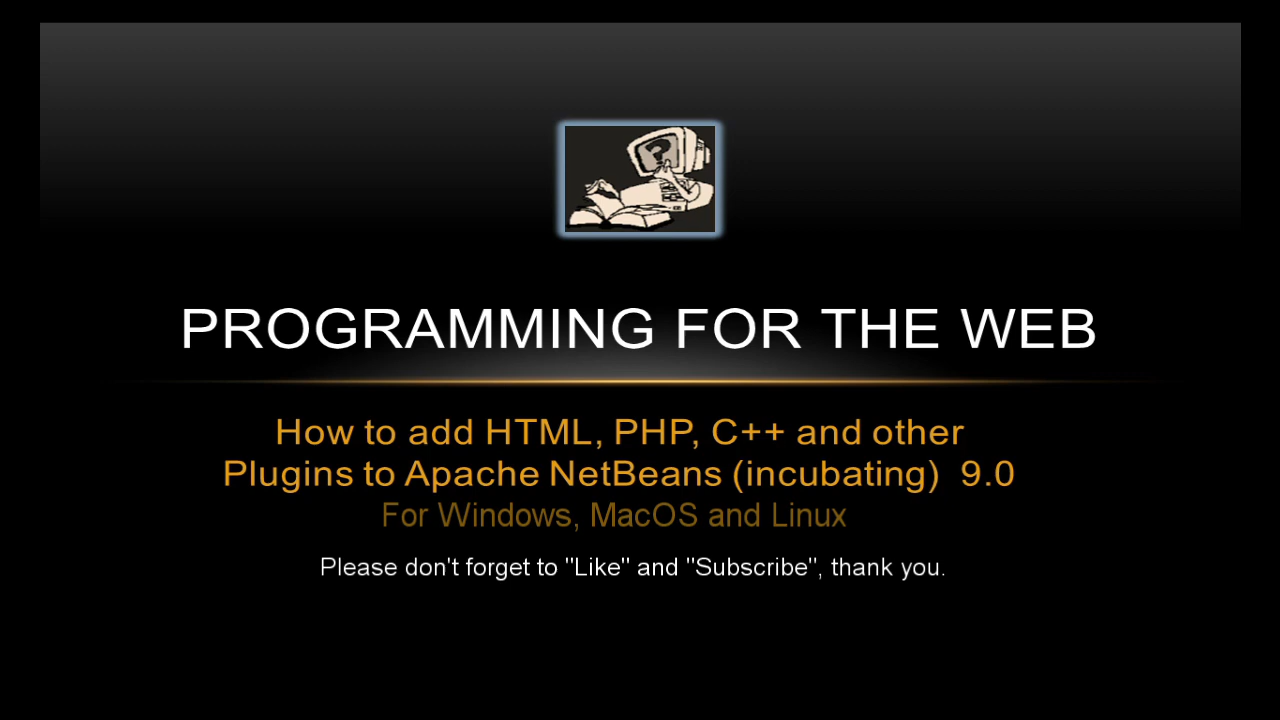 PROGRAMMING FOR THE WEB
How to add HTML, PHP, C++ and other
Plugins to Apache NetBeans (incubating) 9.0
For Windows, MacOS and Linux
Please don't forget to "Like" and "Subscribe", thank you.